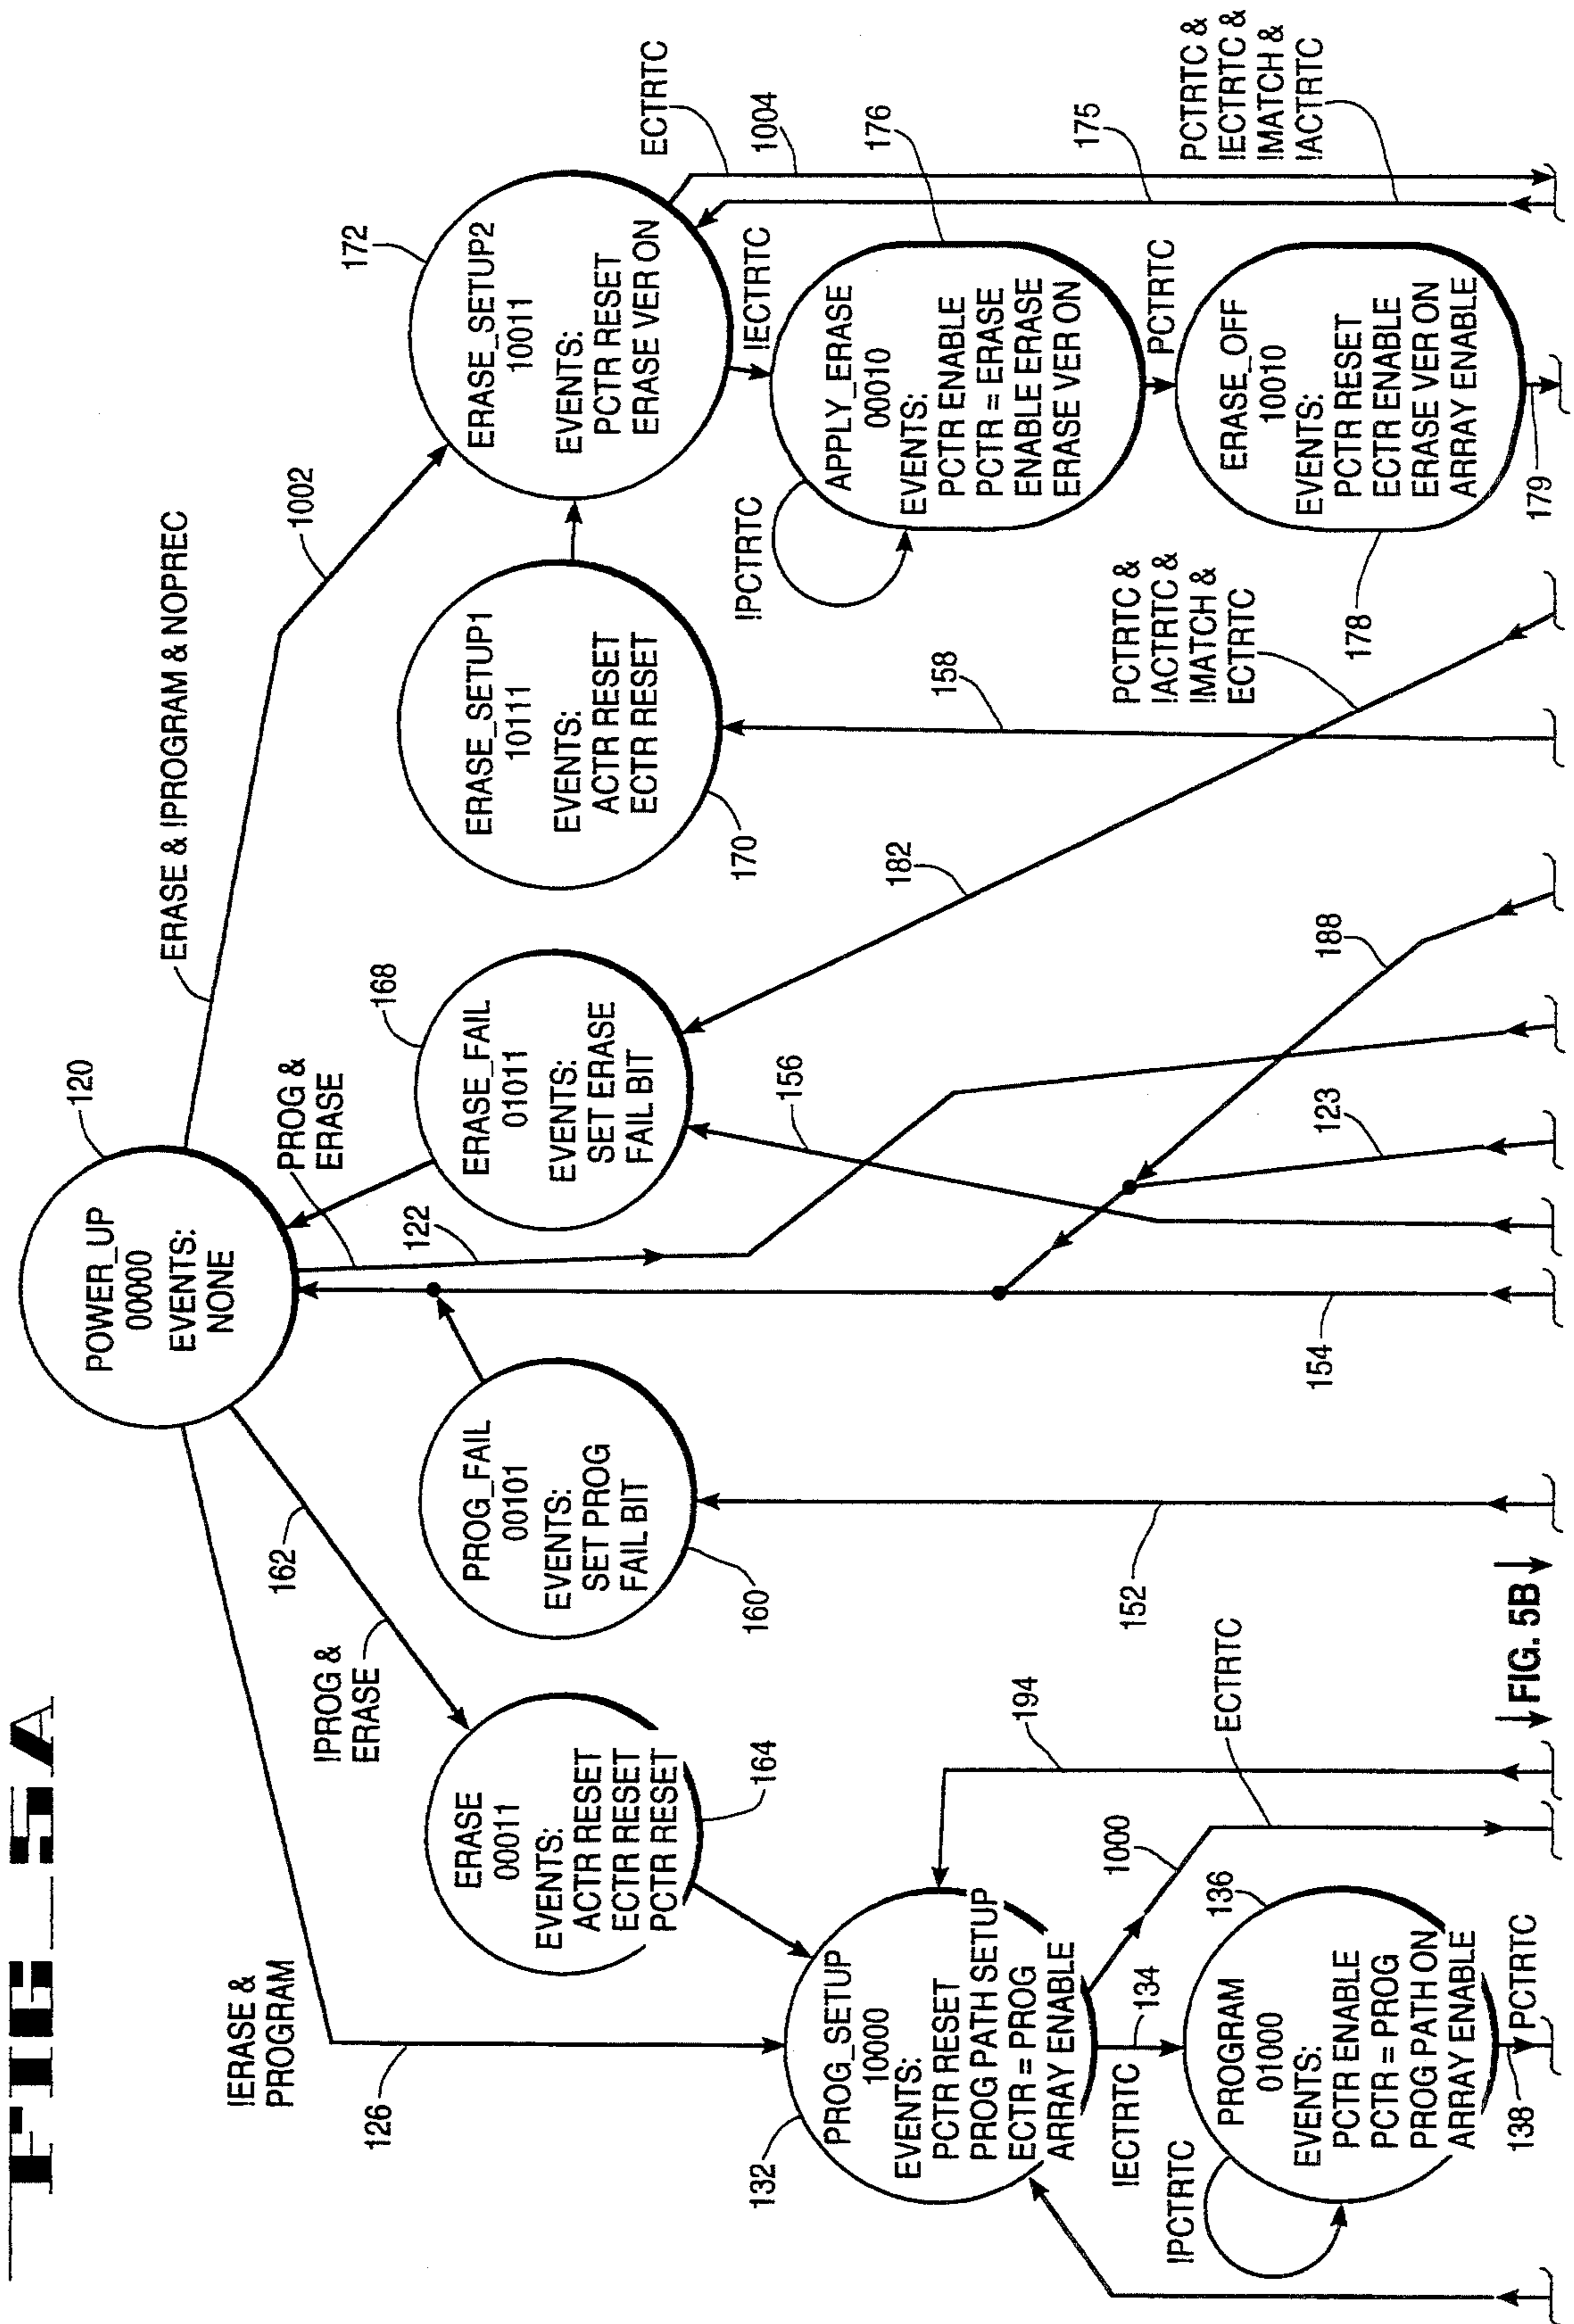 FIG_5A
POWER_UP
00000
EVENTS:
NONE
120
ERASE & !PROGRAM & NOPREC
1002
!ERASE &
PROGRAM
126
162
!PROG &
ERASE
PROG &
ERASE
122
ERASE
00011
EVENTS:
ACTR RESET
ECTR RESET
PCTR RESET
164
PROG_FAIL
00101
EVENTS:
SET PROG
FAIL BIT
160
ERASE_FAIL
01011
EVENTS:
SET ERASE
FAIL BIT
168
ERASE_SETUP1
10111
EVENTS:
ACTR RESET
ECTR RESET
170
ERASE_SETUP2
10011
EVENTS:
PCTR RESET
ERASE VER ON
172
ECTRTC
1004
!ECTRTC
APPLY_ERASE
00010
EVENTS:
PCTR ENABLE
PCTR = ERASE
ENABLE ERASE
ERASE VER ON
!PCTRTC
176
175
PCTRTC
ERASE_OFF
10010
EVENTS:
PCTR RESET
ECTR ENABLE
ERASE VER ON
ARRAY ENABLE
178
179
PCTRTC &
!ECTRTC &
!MATCH &
!ACTRTC
PCTRTC &
!ACTRTC &
!MATCH &
ECTRTC
158
182
188
156
123
154
152
PROG_SETUP
10000
EVENTS:
PCTR RESET
PROG PATH SETUP
ECTR = PROG
ARRAY ENABLE
132
194
1000
ECTRTC
!ECTRTC
134
PROGRAM
01000
EVENTS:
PCTR ENABLE
PCTR = PROG
PROG PATH ON
ARRAY ENABLE
136
!PCTRTC
138
PCTRTC
FIG. 5B